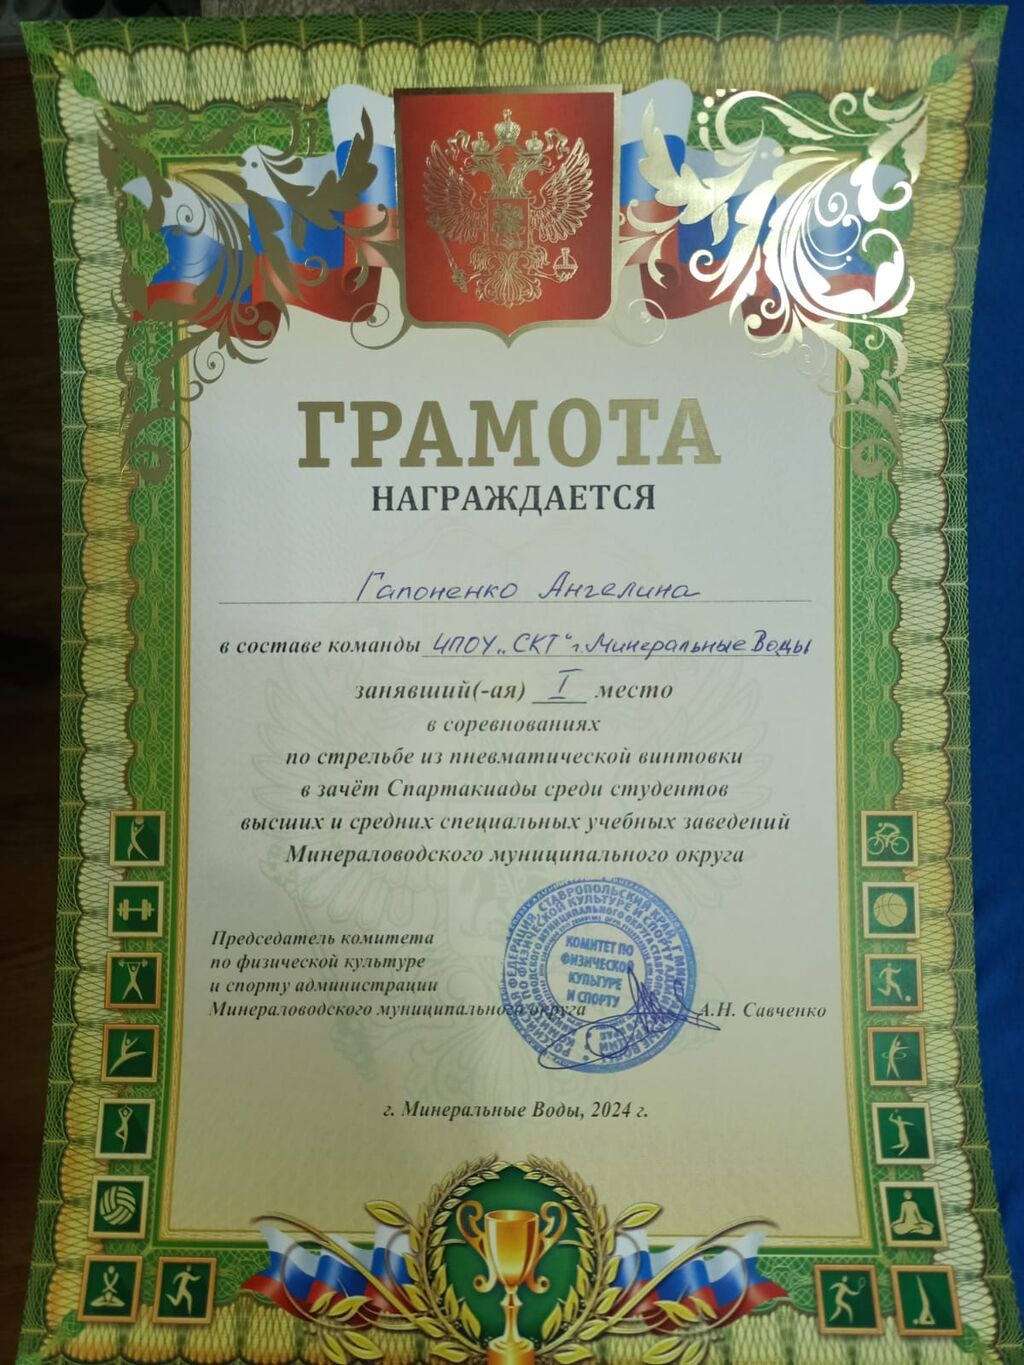 ГРАМОТА
НАГРАЖДАЕТСЯ
Гапоненко Ангелина
в составе команды ЧПОУ „СКТ" г. Минеральные Воды
занявший(-ая) I место
в соревнованиях
по стрельбе из пневматической винтовки
в зачёт Спартакиады среди студентов
высших и средних специальных учебных заведений
Минераловодского муниципального округа
Председатель комитета
по физической культуре
и спорту администрации
Минераловодского муниципального округа
А.Н. Савченко
КОМИТЕТ ПО
ФИЗИЧЕСКОЙ
КУЛЬТУРЕ
И СПОРТУ
г. Минеральные Воды, 2024 г.